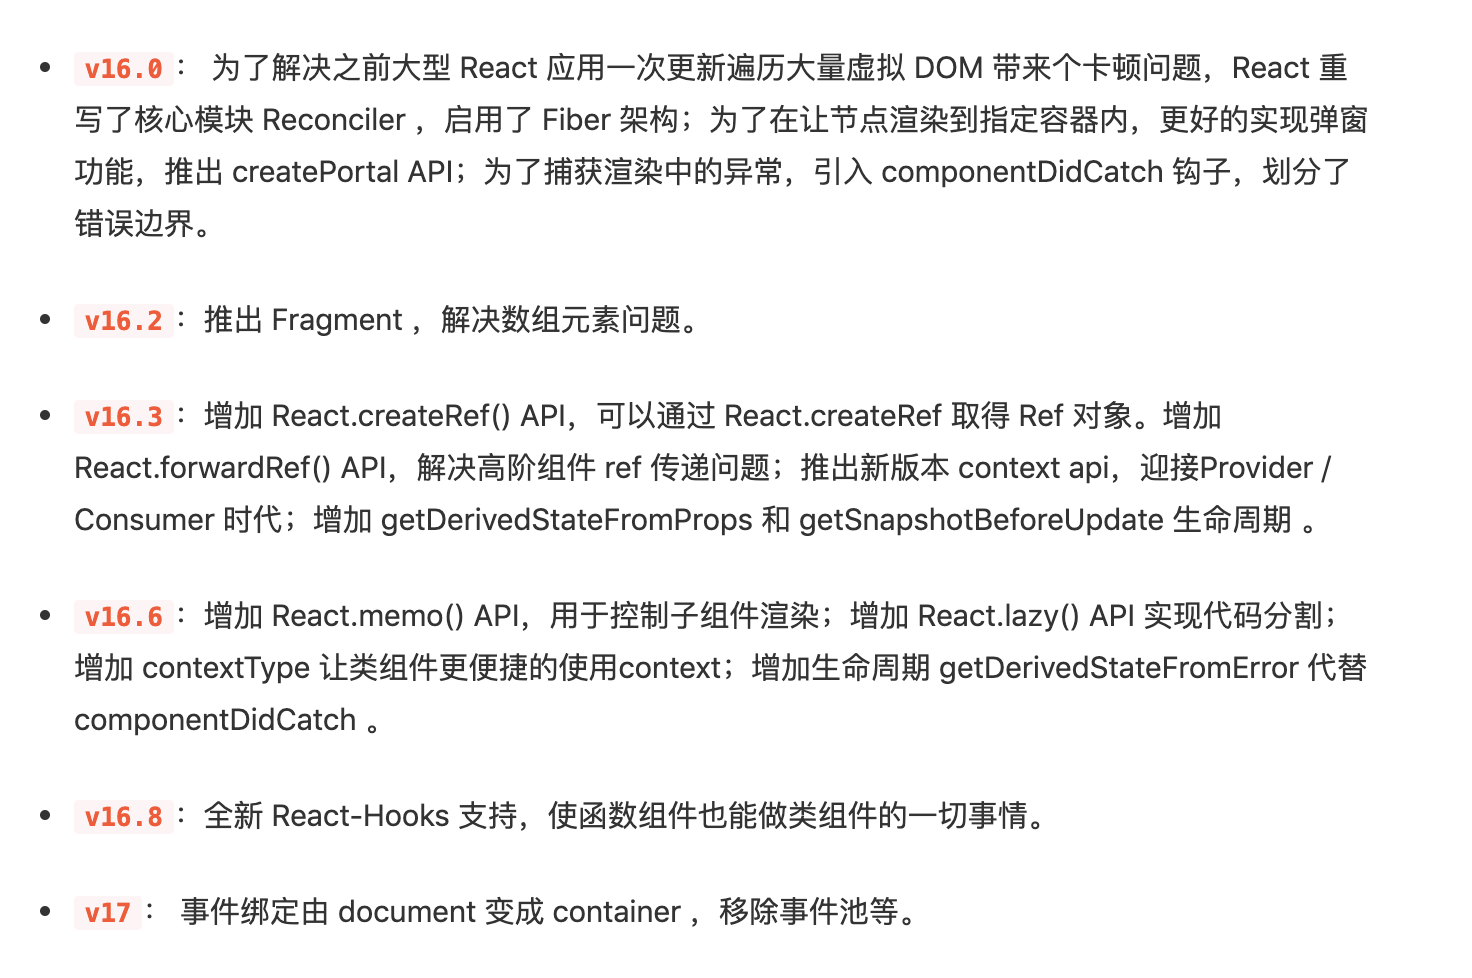 • v16.0： 为了解决之前大型 React 应用一次更新遍历大量虚拟 DOM 带来个卡顿问题，React 重
写了核心模块 Reconciler ，启用了 Fiber 架构；为了在让节点渲染到指定容器内，更好的实现弹窗
功能，推出 createPortal API；为了捕获渲染中的异常，引入 componentDidCatch 钩子，划分了
错误边界。
• v16.2：推出 Fragment ，解决数组元素问题。
• v16.3：增加 React.createRef() API，可以通过 React.createRef 取得 Ref 对象。增加
React.forwardRef() API，解决高阶组件 ref 传递问题；推出新版本 context api，迎接Provider /
Consumer 时代；增加 getDerivedStateFromProps 和 getSnapshotBeforeUpdate 生命周期 。
• v16.6：增加 React.memo() API，用于控制子组件渲染；增加 React.lazy() API 实现代码分割；
增加 contextType 让类组件更便捷的使用context；增加生命周期 getDerivedStateFromError 代替
componentDidCatch 。
• v16.8：全新 React-Hooks 支持，使函数组件也能做类组件的一切事情。
• v17： 事件绑定由 document 变成 container ，移除事件池等。